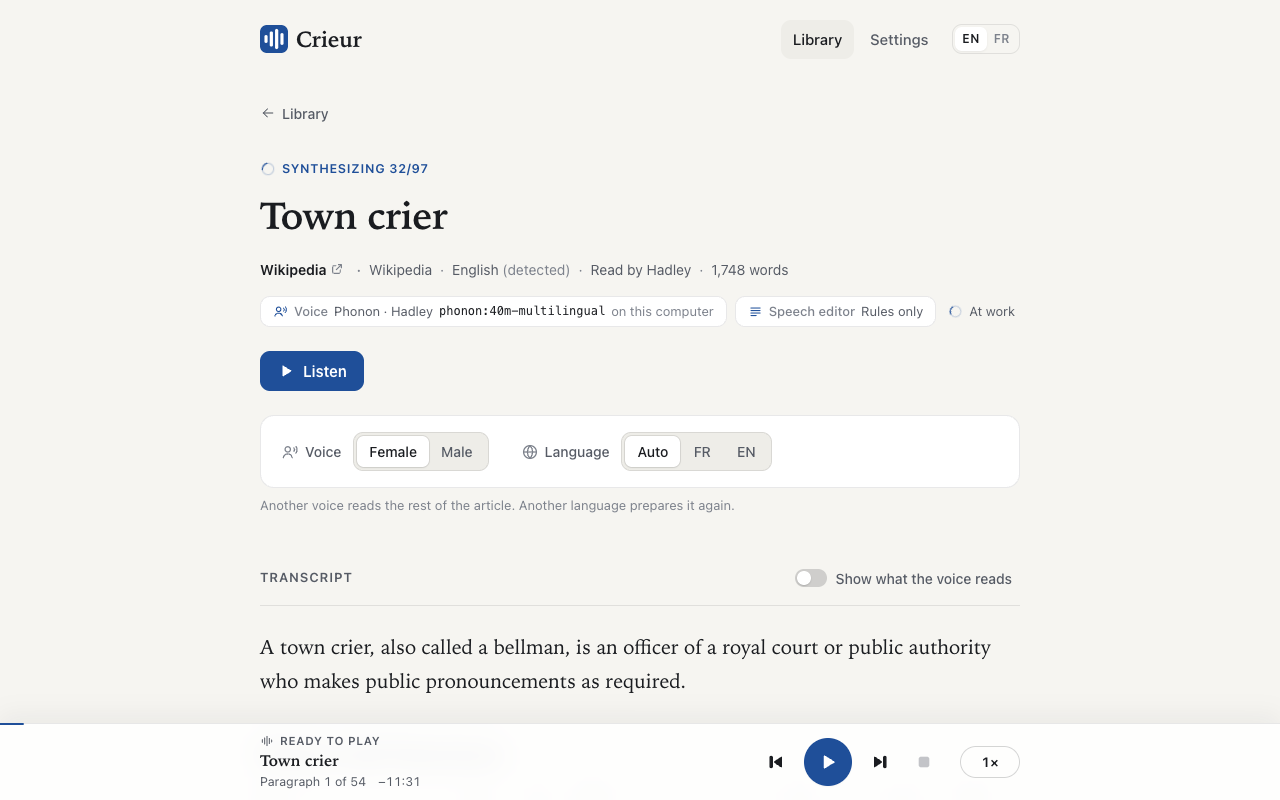 Crieur
Library
Settings
EN
FR
Library
SYNTHESIZING 32/97
Town crier
Wikipedia · Wikipedia · English (detected) · Read by Hadley · 1,748 words
Voice Phonon · Hadley phonon:40m-multilingual on this computer
Speech editor Rules only
At work
Listen
Voice
Female
Male
Language
Auto
FR
EN
Another voice reads the rest of the article. Another language prepares it again.
TRANSCRIPT
Show what the voice reads
A town crier, also called a bellman, is an officer of a royal court or public authority
who makes public pronouncements as required.
READY TO PLAY
Town crier
Paragraph 1 of 54 −11:31
1×